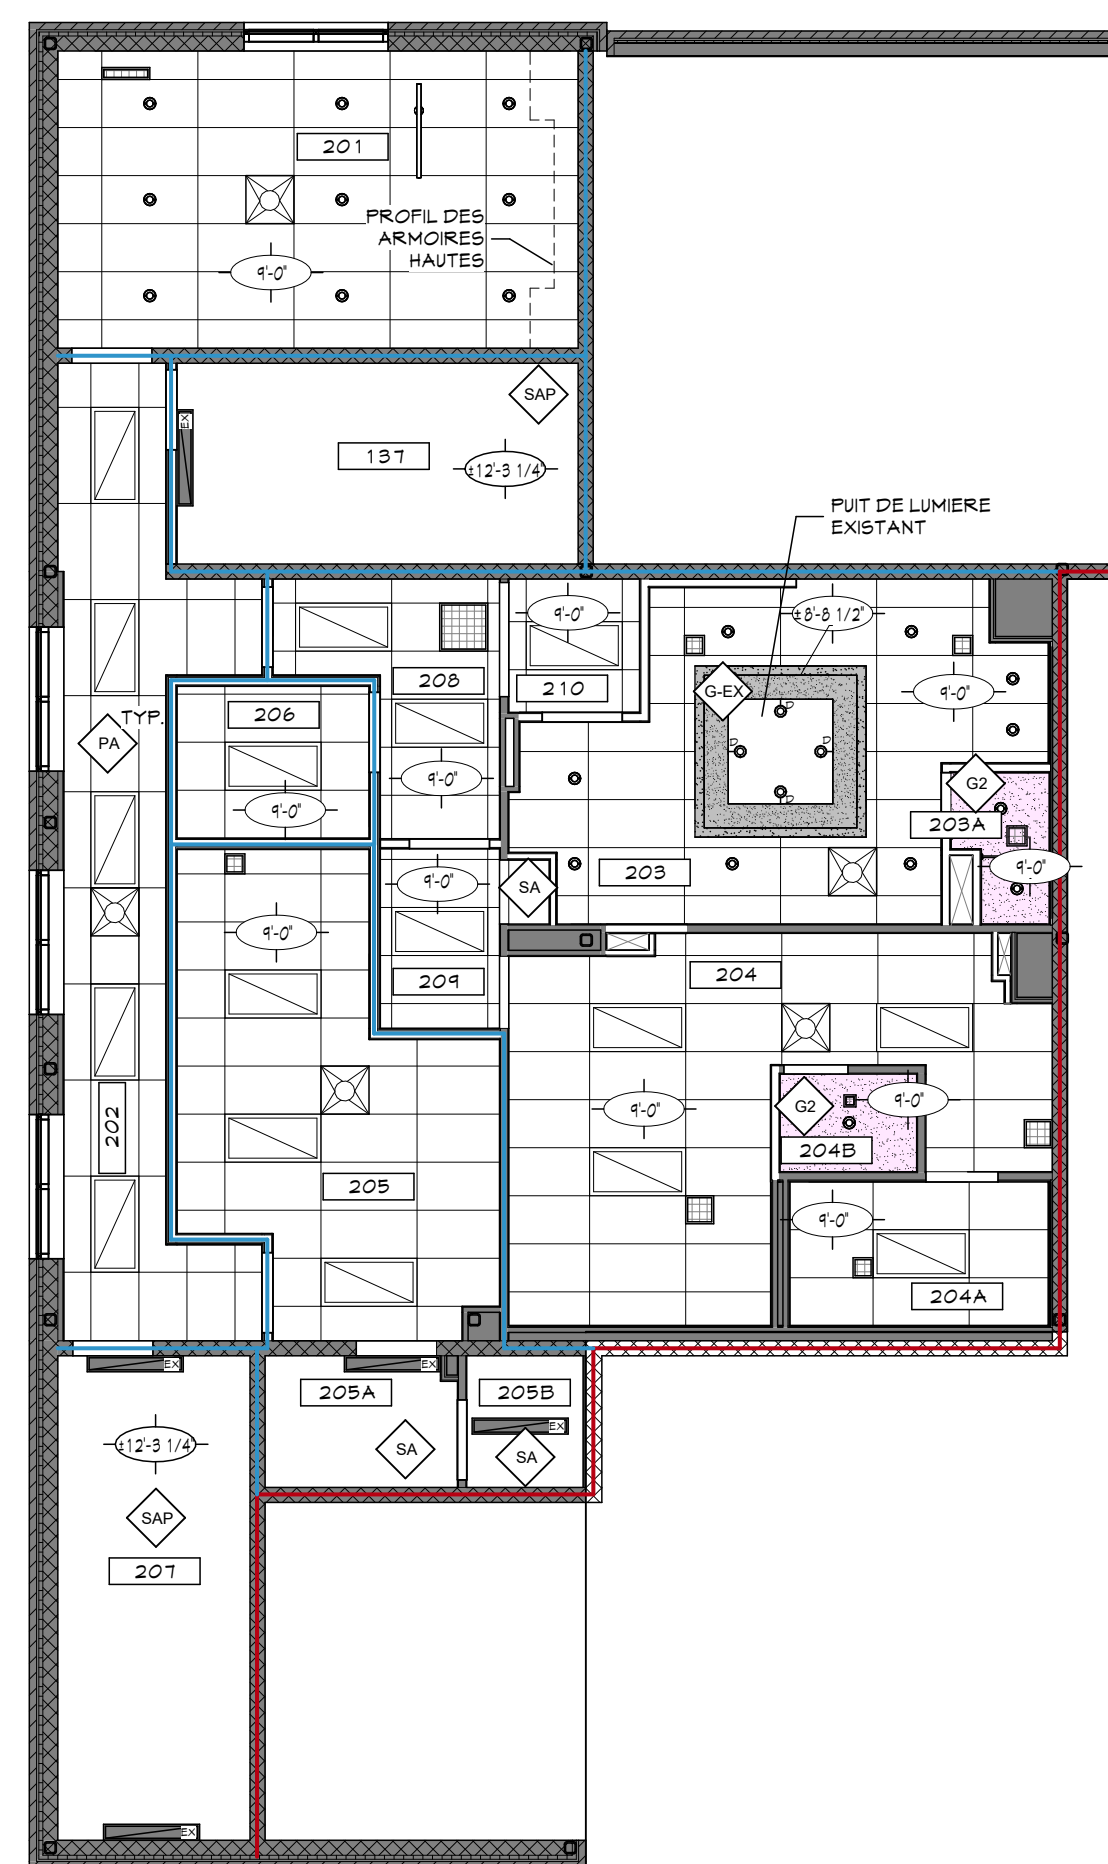 201
PROFIL DES
ARMOIRES
HAUTES
9'-0"
SAP
EX
137
±12'-3 1/4"
PUIT DE LUMIERE
EXISTANT
9'-0"
±8'-8 1/2"
208
210
G-EX
9'-0"
206
TYP.
PA
D
D
D
D
9'-0"
9'-0"
G2
203A
203
9'-0"
SA
9'-0"
9'-0"
209
204
202
9'-0"
G2
9'-0"
204B
205
9'-0"
204A
EX
EX
205A
205B
EX
±12'-3 1/4"
SA
SA
SAP
207
EX